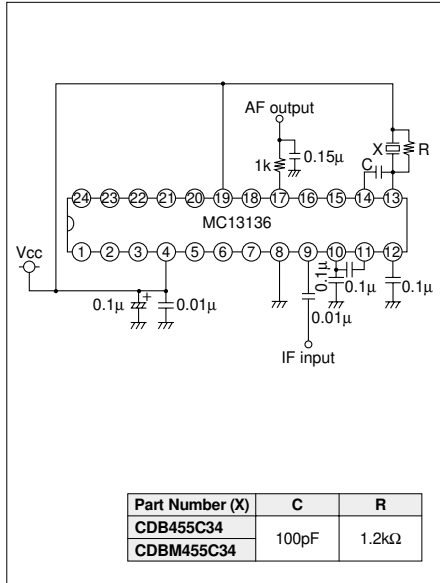 AF output
X
R
0.15μ
1k
C
24 23 22 21 20 19 18 17 16 15 14 13
MC13136
1 2 3 4 5 6 7 8 9 10 11 12
Vcc
0.1μ
+
0.01μ
0.1μ
0.1μ
0.1μ
0.01μ
IF input
Part Number (X) C R
CDB455C34 100pF 1.2kΩ
CDBM455C34